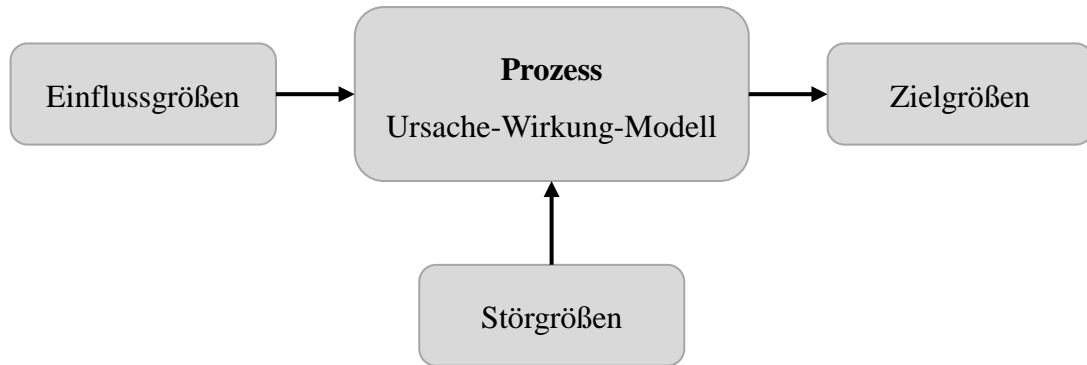 Einflussgrößen
Prozess
Ursache-Wirkung-Modell
Zielgrößen
Störgrößen